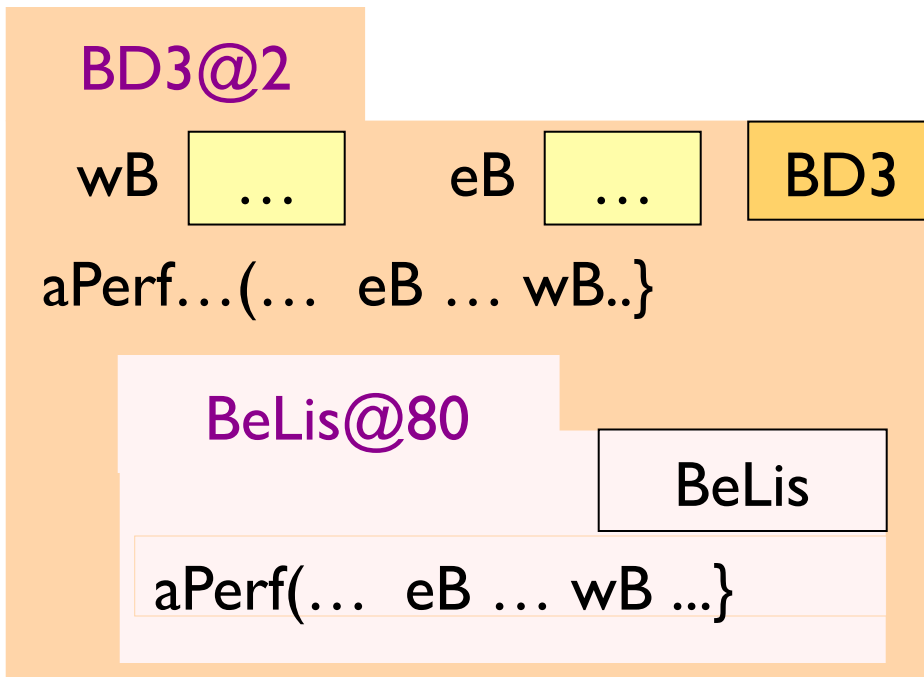 BD3@2
wB … eB … BD3
aPerf…(… eB … wB..}
BeLis@80
BeLis
aPerf(… eB … wB ...}